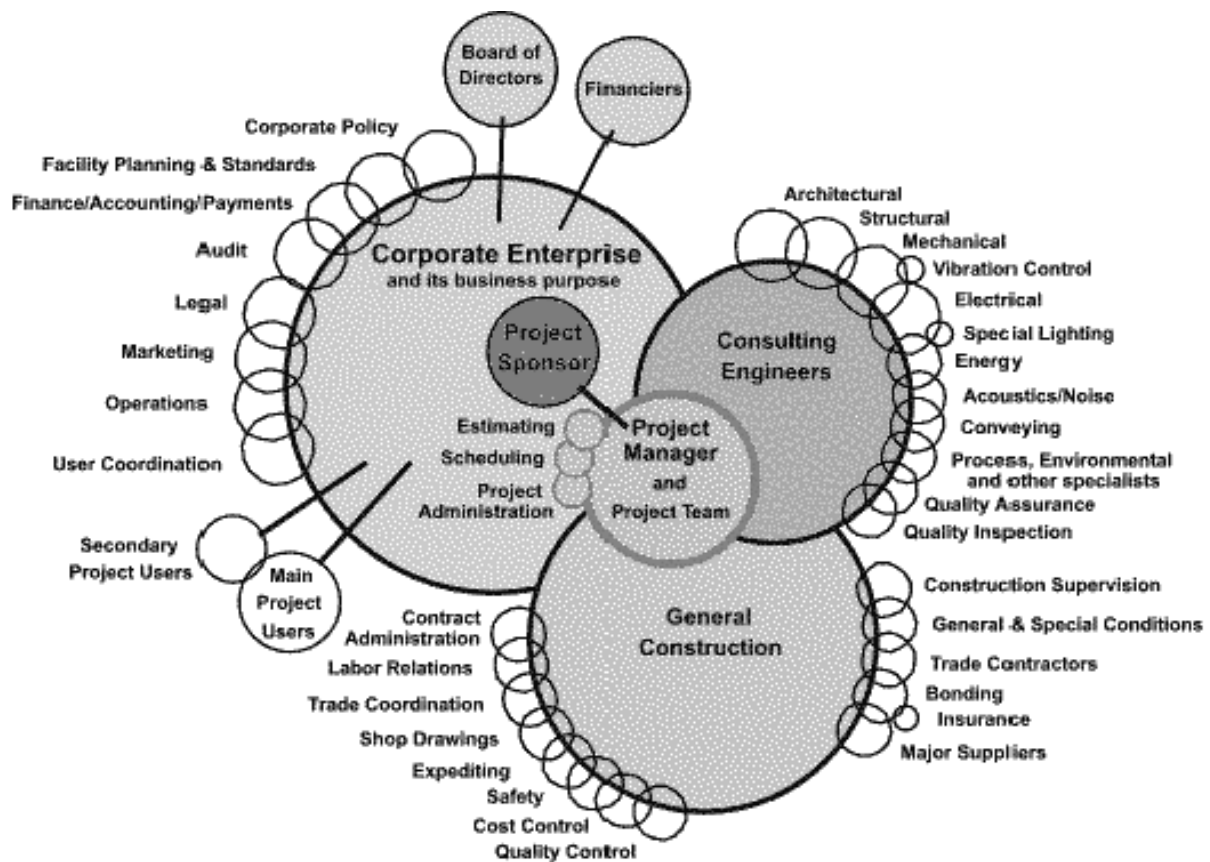 Board of
Directors
Fimanciers
Corporate Policy
Facility Planning & Standards
Finance/Accounting/Payments
Audit
Legal
Marketing
Operations
User Coordination
Corporate Enterprise
and its business purpose
Project
Sponsor
Estimating
Scheduling
Project
Administration
Project
Manager
and
Project Team
Secondary
Project Users
Main
Project
Users
Architectural
Structural
Mechanical
Vibration Control
Electriical
Special Lighting
Energy
Acoustics/Noise
Conveying
Process, Environmental
and other specialists
Quality Assurance
Quality Inspection
Consulting
Engineers
General
Construction
Contract
Administration
Labor Relations
Trade Coordination
Shop Drawings
Expediting
Safety
Cost Control
Quality Control
Construction Supervision
General & Special Conditions
Trade Contractors
Bonding
Insurance
Major Suppliers